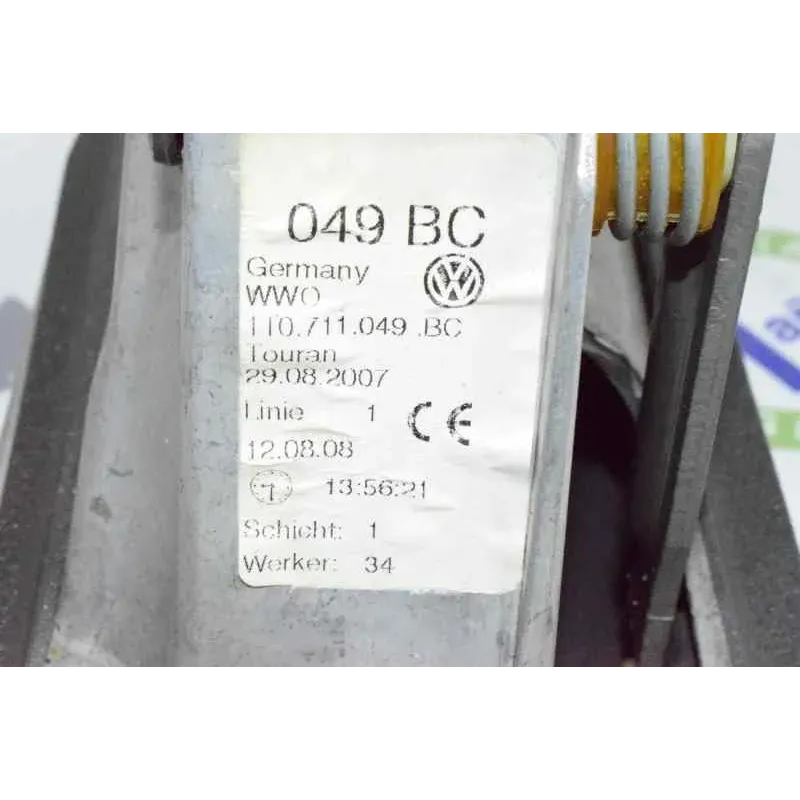 049 BC
Germany
WWO
1T0.711.049 .BC
Touran
29.08.2007
Linie 1
CE
12.08.08
13:56:21
Schicht: 1
Werker: 34